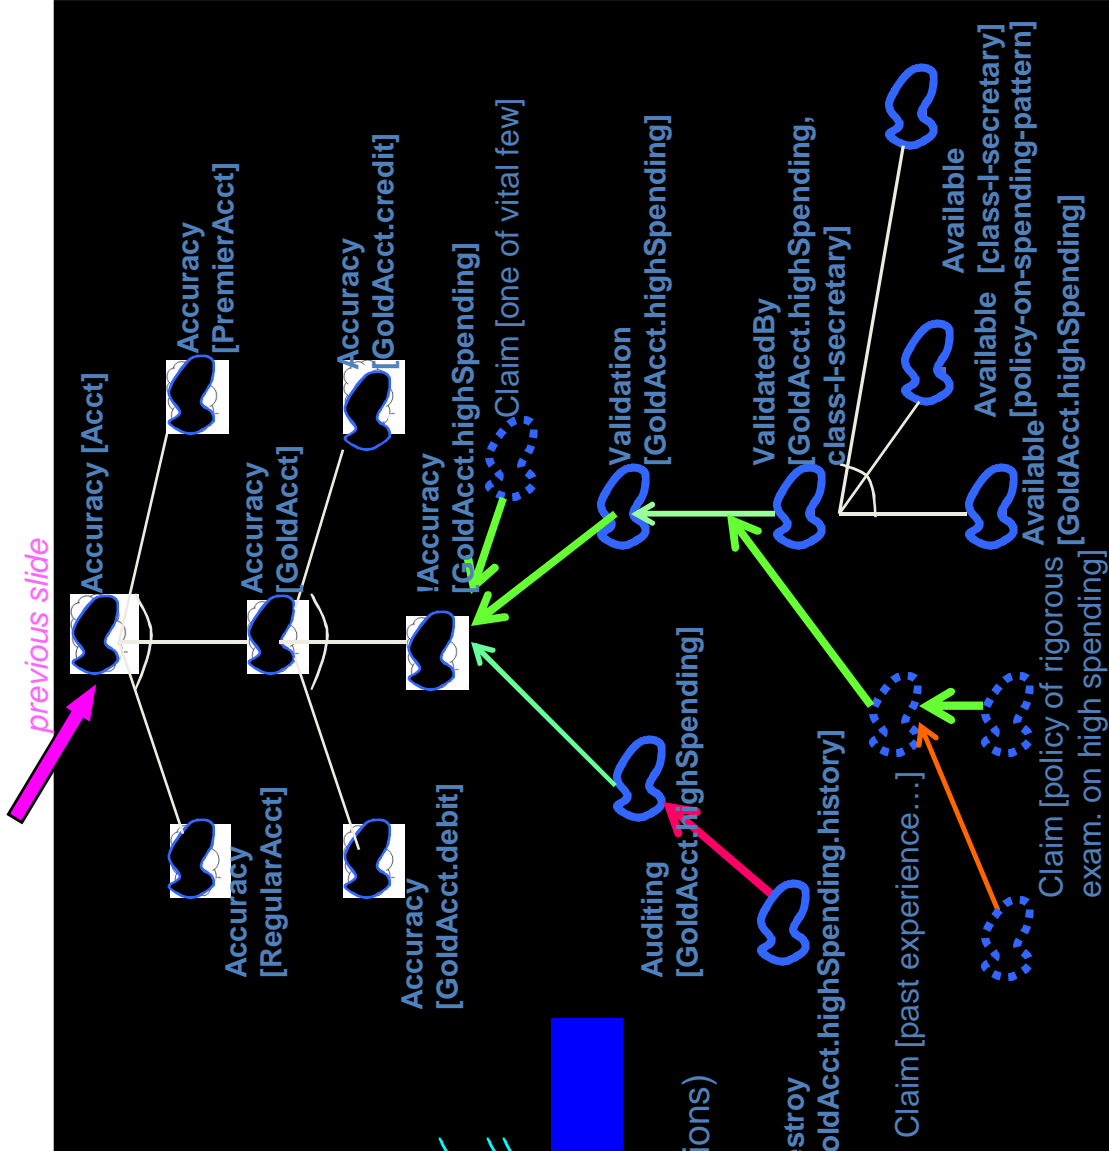 previous slide
Accuracy [Acct]
Accuracy
[PremierAcct]
Accuracy
[RegularAcct]
Accuracy
[GoldAcct]
Accuracy
[GoldAcct.credit]
Accuracy
[GoldAcct.debit]
!Accuracy
[GoldAcct.highSpending]
Claim [one of vital few]
Validation
[GoldAcct.highSpending]
Auditing
[GoldAcct.highSpending]
ValidatedBy
[GoldAcct.highSpending,
class-I-secretary]
estroy
oldAcct.highSpending.history]
ions)
Claim [past experience…]
Available
[class-I-secretary]
Available
[policy-on-spending-pattern]
Available
[GoldAcct.highSpending]
Claim [policy of rigorous
exam. on high spending]